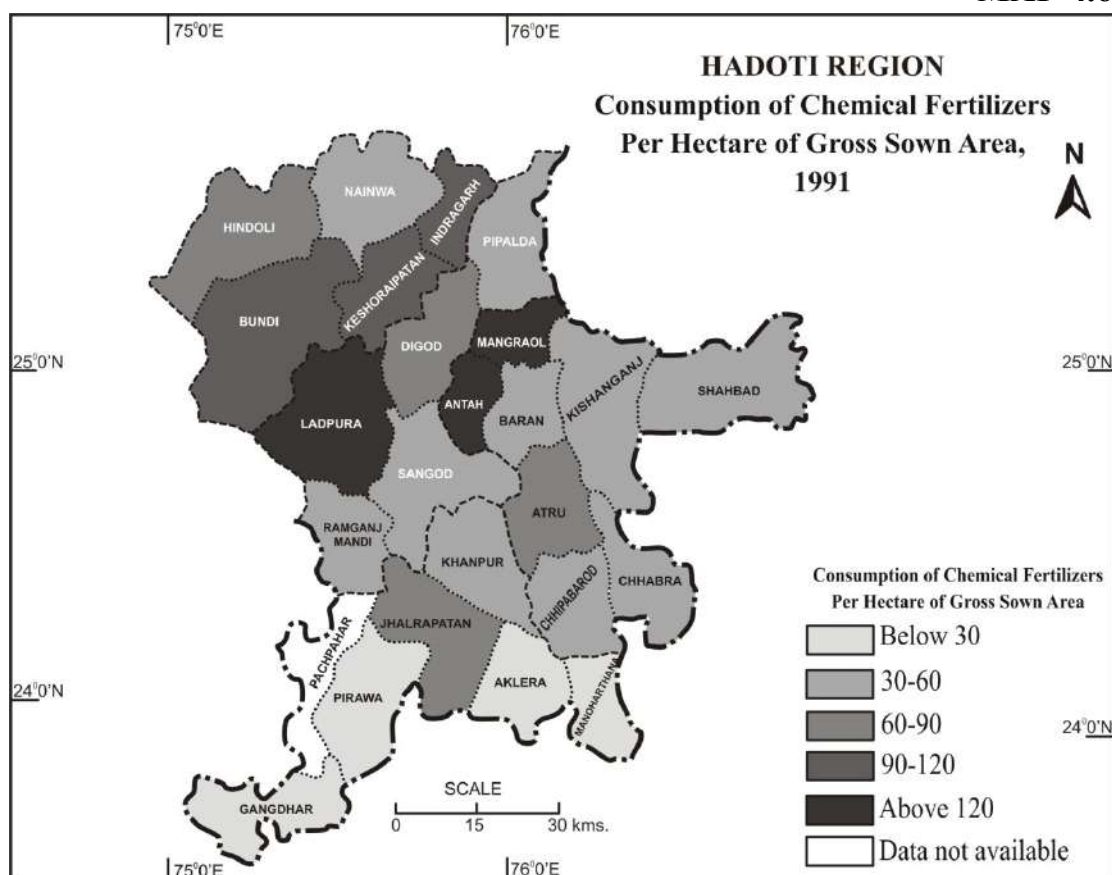 75°0'E
76°0'E
HADOTI REGION
Consumption of Chemical Fertilizers
Per Hectare of Gross Sown Area,
1991
N
NAINWA
INDRAGARH
HINDOLI
PIPALDA
KESHORAIPATAN
BUNDI
DIGOD
MANGRAOL
25°0'N
25°0'N
KISHANGANJ
SHAHBAD
ANTAH
BARAN
LADPURA
SANGOD
ATRU
RAMGANJ
MANDI
KHANPUR
CHHIPABAROD
CHHABRA
Consumption of Chemical Fertilizers
Per Hectare of Gross Sown Area
Below 30
30-60
60-90
90-120
Above 120
Data not available
PACHPAHAR
JHALRAPATAN
24°0'N
PIRAWA
AKLERA
MANOHARTHANA
24°0'N
GANGDHAR
SCALE
0 15 30 kms.
75°0'E
76°0'E